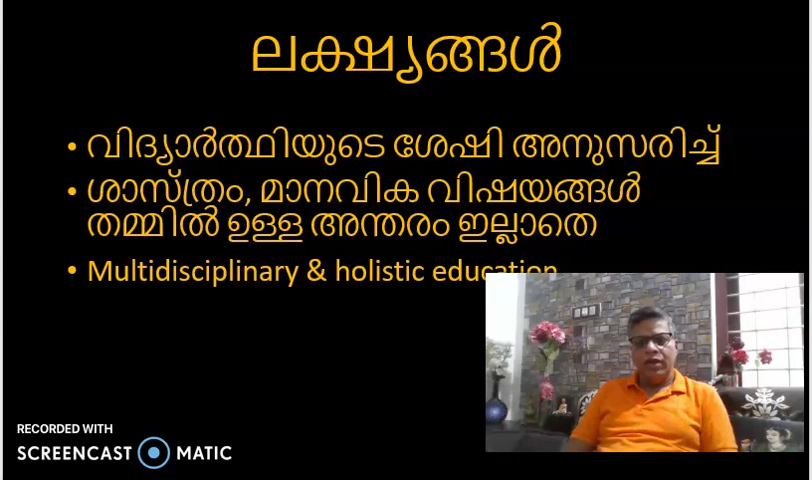 ലക്ഷ്യങ്ങൾ
• വിദ്യാർത്ഥിയുടെ ശേഷി അനുസരിച്ച്
• ശാസ്ത്രം, മാനവിക വിഷയങ്ങൾ
തമ്മിൽ ഉള്ള അന്തരം ഇല്ലാതെ
• Multidisciplinary & holistic education
RECORDED WITH
SCREENCAST MATIC